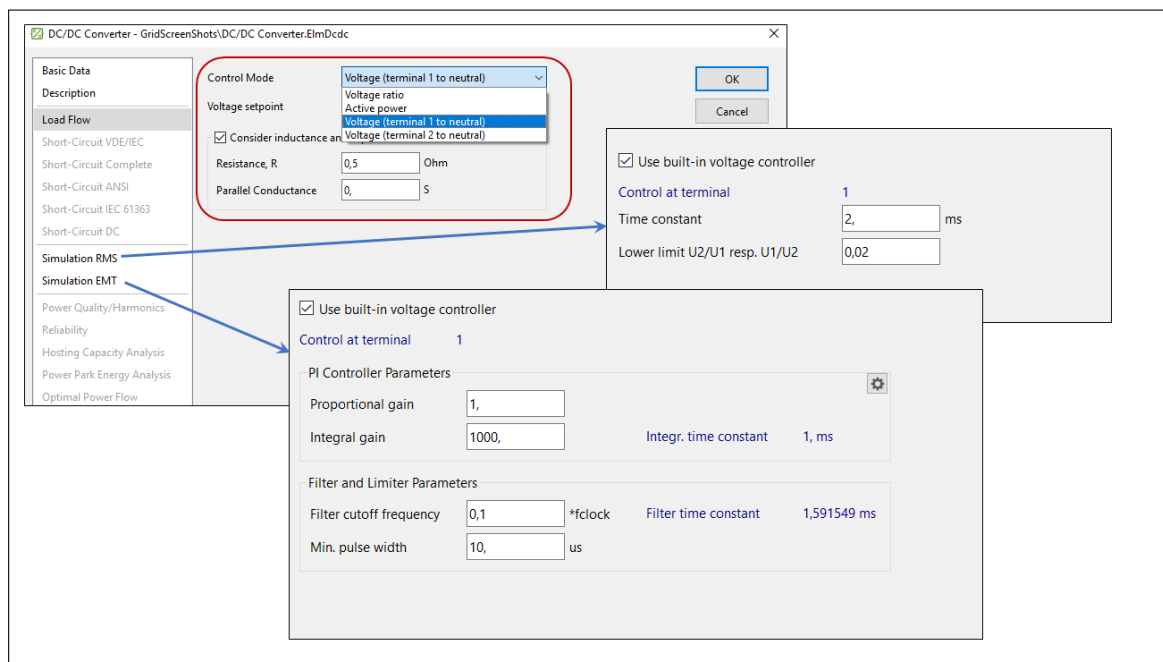 DC/DC Converter - GridScreenShots\DC/DC Converter.ElmDcdc
Basic Data
Description
Load Flow
Short-Circuit VDE/IEC
Short-Circuit Complete
Short-Circuit ANSI
Short-Circuit IEC 61363
Short-Circuit DC
Simulation RMS
Simulation EMT
Power Quality/Harmonics
Reliability
Hosting Capacity Analysis
Power Park Energy Analysis
Optimal Power Flow
Control Mode Voltage (terminal 1 to neutral)
Voltage ratio
Active power
Voltage setpoint Voltage (terminal 1 to neutral)
Consider inductance an Voltage (terminal 2 to neutral)
Resistance, R 0,5 Ohm
Parallel Conductance 0, S
OK
Cancel
Use built-in voltage controller
Control at terminal 1
Time constant 2, ms
Lower limit U2/U1 resp. U1/U2 0,02
Use built-in voltage controller
Control at terminal 1
PI Controller Parameters
Proportional gain 1,
Integral gain 1000, Integr. time constant 1, ms
Filter and Limiter Parameters
Filter cutoff frequency 0,1 *fclock Filter time constant 1,591549 ms
Min. pulse width 10, us